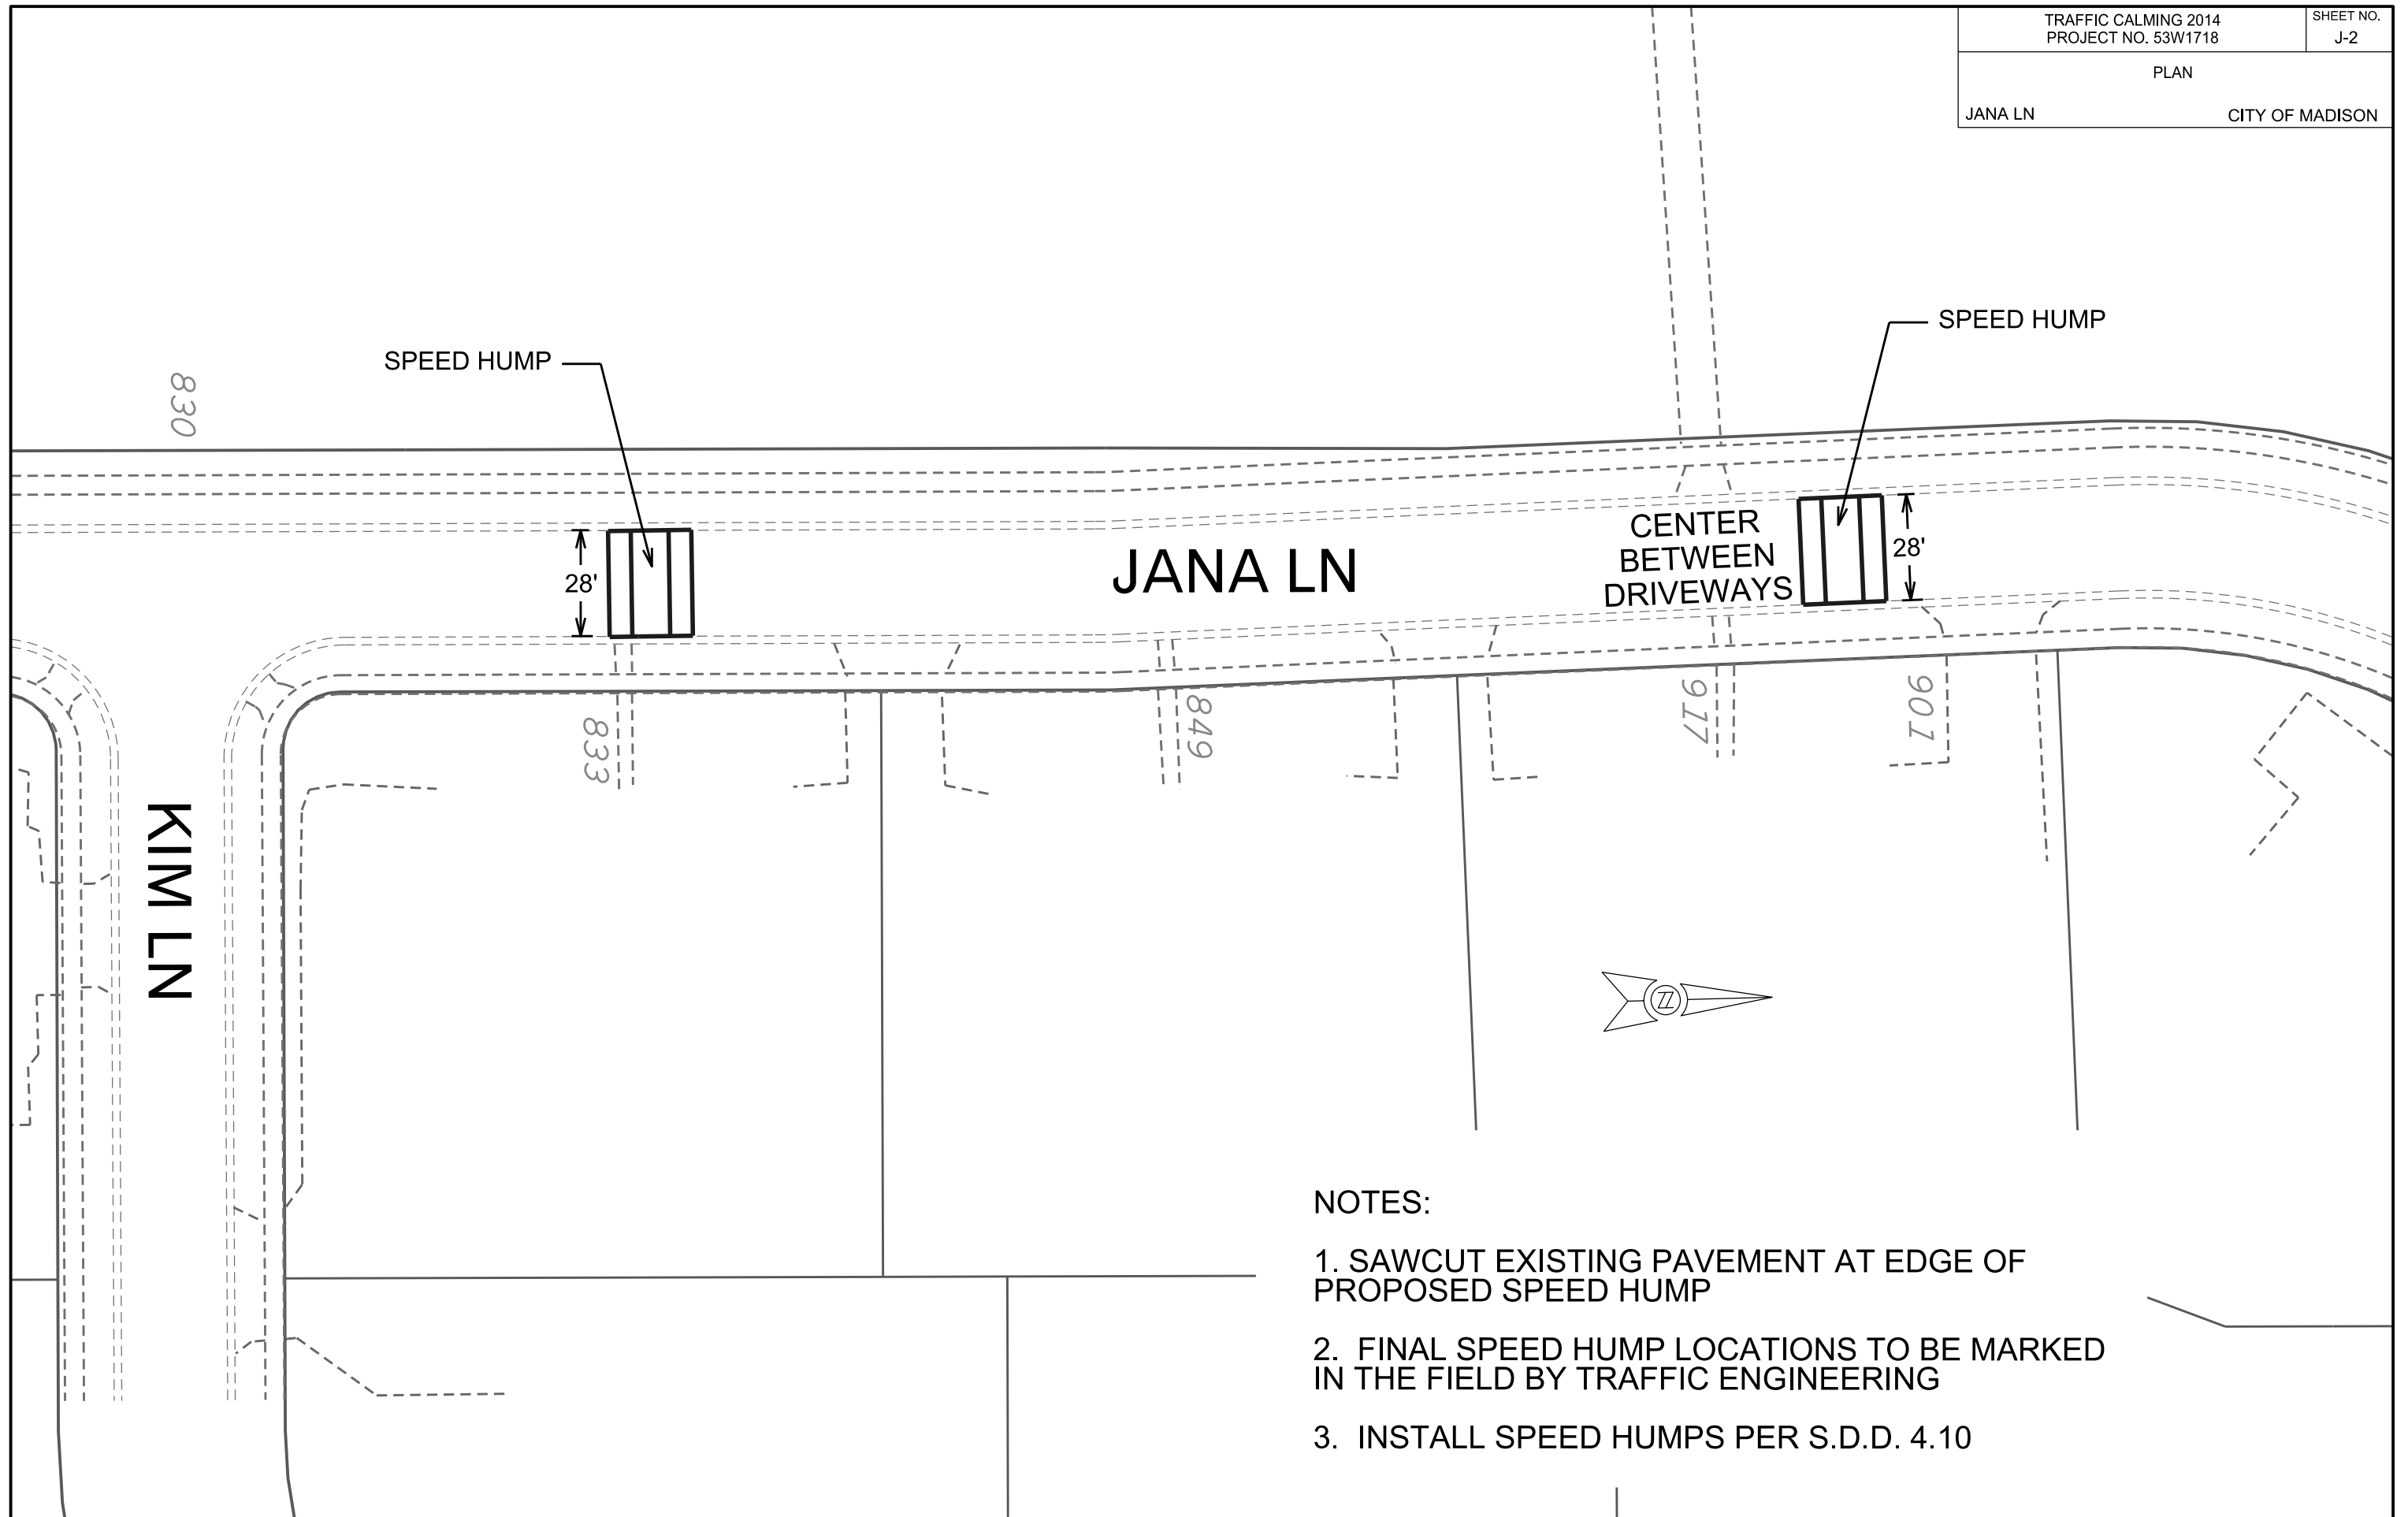 TRAFFIC CALMING 2014
PROJECT NO. 53W1718
SHEET NO.
J-2
PLAN
JANA LN
CITY OF MADISON
SPEED HUMP
SPEED HUMP
830
28'
JANA LN
CENTER
BETWEEN
DRIVEWAYS
28'
833
849
917
901
KIM LN
NOTES:
1. SAWCUT EXISTING PAVEMENT AT EDGE OF
PROPOSED SPEED HUMP
2. FINAL SPEED HUMP LOCATIONS TO BE MARKED
IN THE FIELD BY TRAFFIC ENGINEERING
3. INSTALL SPEED HUMPS PER S.D.D. 4.10